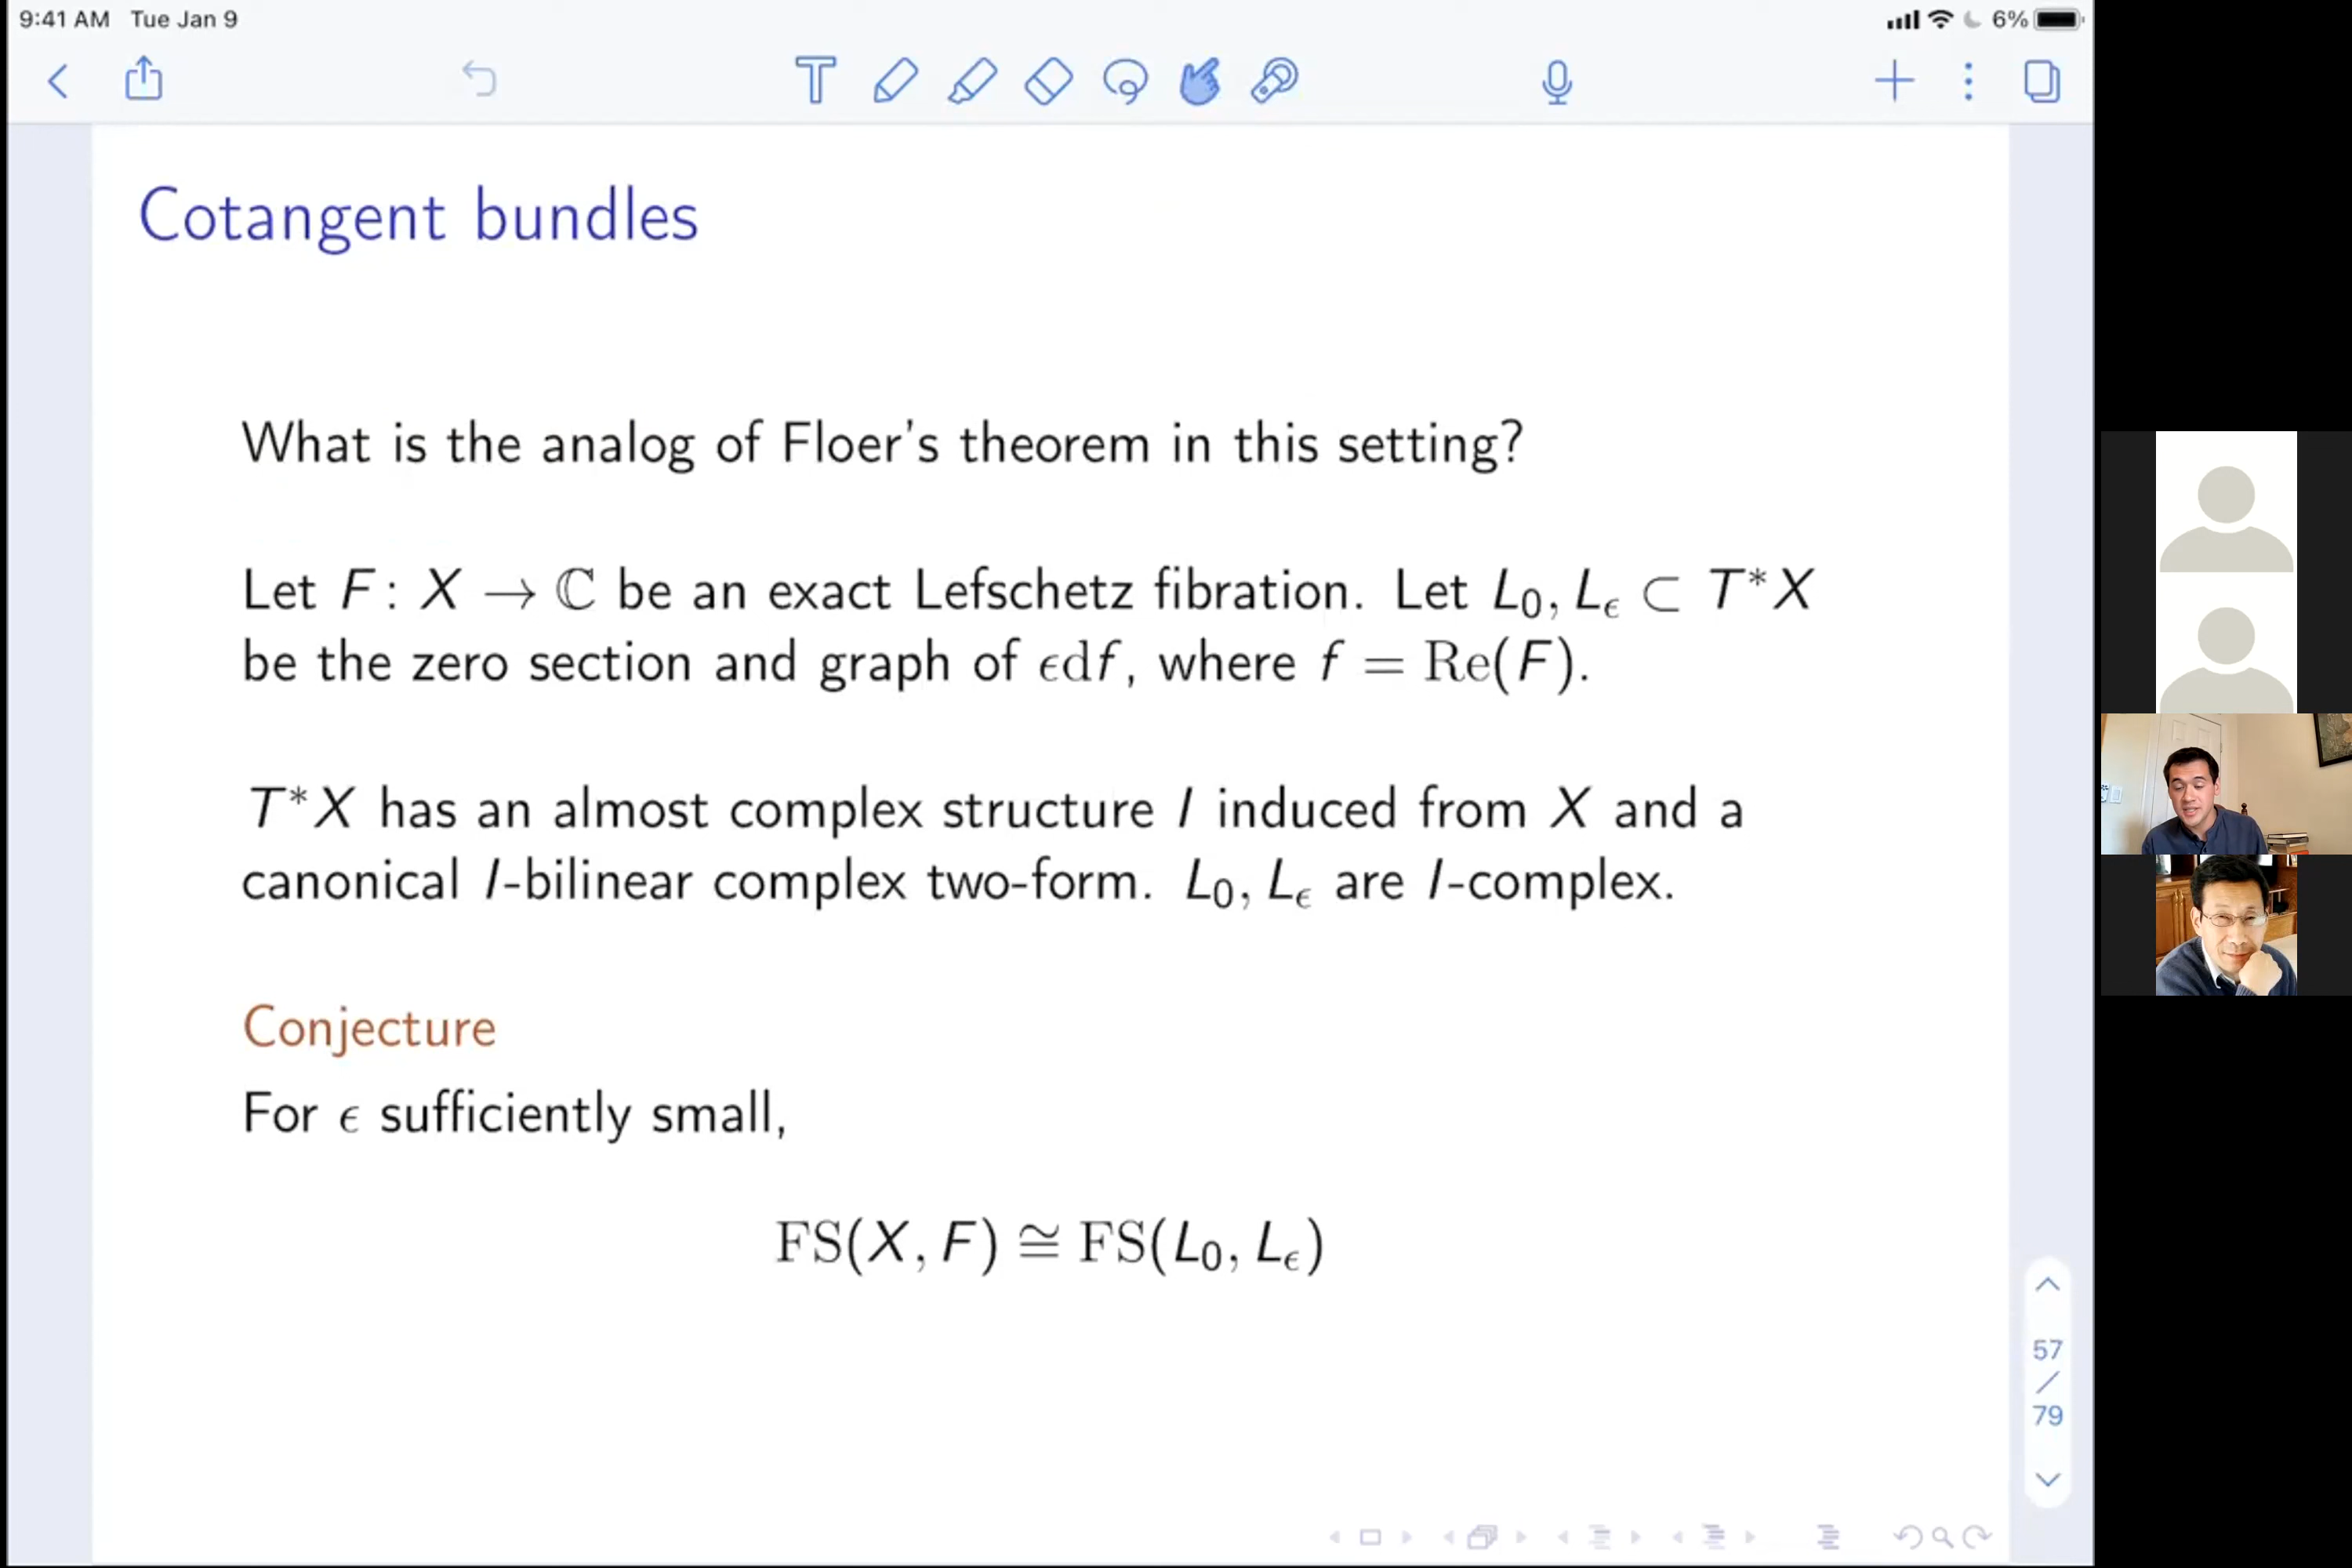 9:41 AM Tue Jan 9
6%
Cotangent bundles
What is the analog of Floer's theorem in this setting?
Let F: X → ℂ be an exact Lefschetz fibration. Let L₀, L_ϵ ⊂ T*X
be the zero section and graph of ϵdf, where f = Re(F).
T*X has an almost complex structure I induced from X and a
canonical I-bilinear complex two-form. L₀, L_ϵ are I-complex.
Conjecture
For ϵ sufficiently small,
FS(X, F) ≅ FS(L₀, L_ϵ)
57
/
79